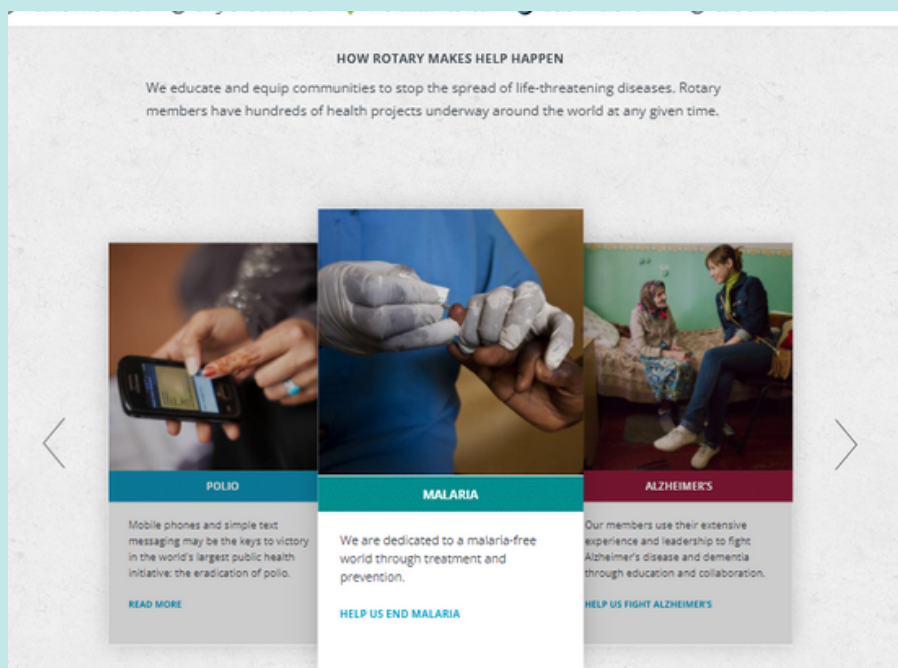 HOW ROTARY MAKES HELP HAPPEN
We educate and equip communities to stop the spread of life-threatening diseases. Rotary
members have hundreds of health projects underway around the world at any given time.
POLIO
Mobile phones and simple text
messaging may be the keys to victory
in the world's largest public health
initiative: the eradication of polio.
READ MORE
MALARIA
We are dedicated to a malaria-free
world through treatment and
prevention.
HELP US END MALARIA
ALZHEIMER'S
Our members use their extensive
experience and leadership to fight
Alzheimer's disease and dementia
through education and collaboration.
HELP US FIGHT ALZHEIMER'S